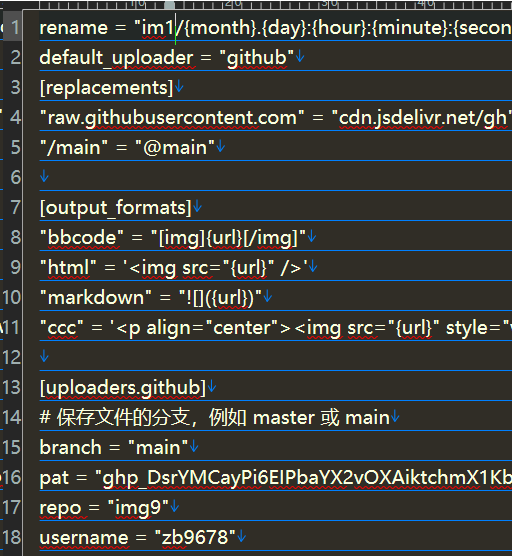 1 rename = "im1/{month}.{day}:{hour}:{minute}:{secon
2 default_uploader = "github"↓
3 [replacements]↓
4 "raw.githubusercontent.com" = "cdn.jsdelivr.net/gh"
5 "/main" = "@main"↓
6 ↓
7 [output_formats]↓
8 "bbcode" = "[img]{url}[/img]"↓
9 "html" = '<img src="{url}" />'↓
10 "markdown" = "![]({url})"↓
11 "ccc" = '<p align="center"><img src="{url}" style="
12 ↓
13 [uploaders.github]↓
14 # 保存文件的分支，例如 master 或 main↓
15 branch = "main"↓
16 pat = "ghp_DsrYMCayPi6EIPbaYX2vOXAiktchmX1Kb
17 repo = "img9"↓
18 username = "zb9678"↓